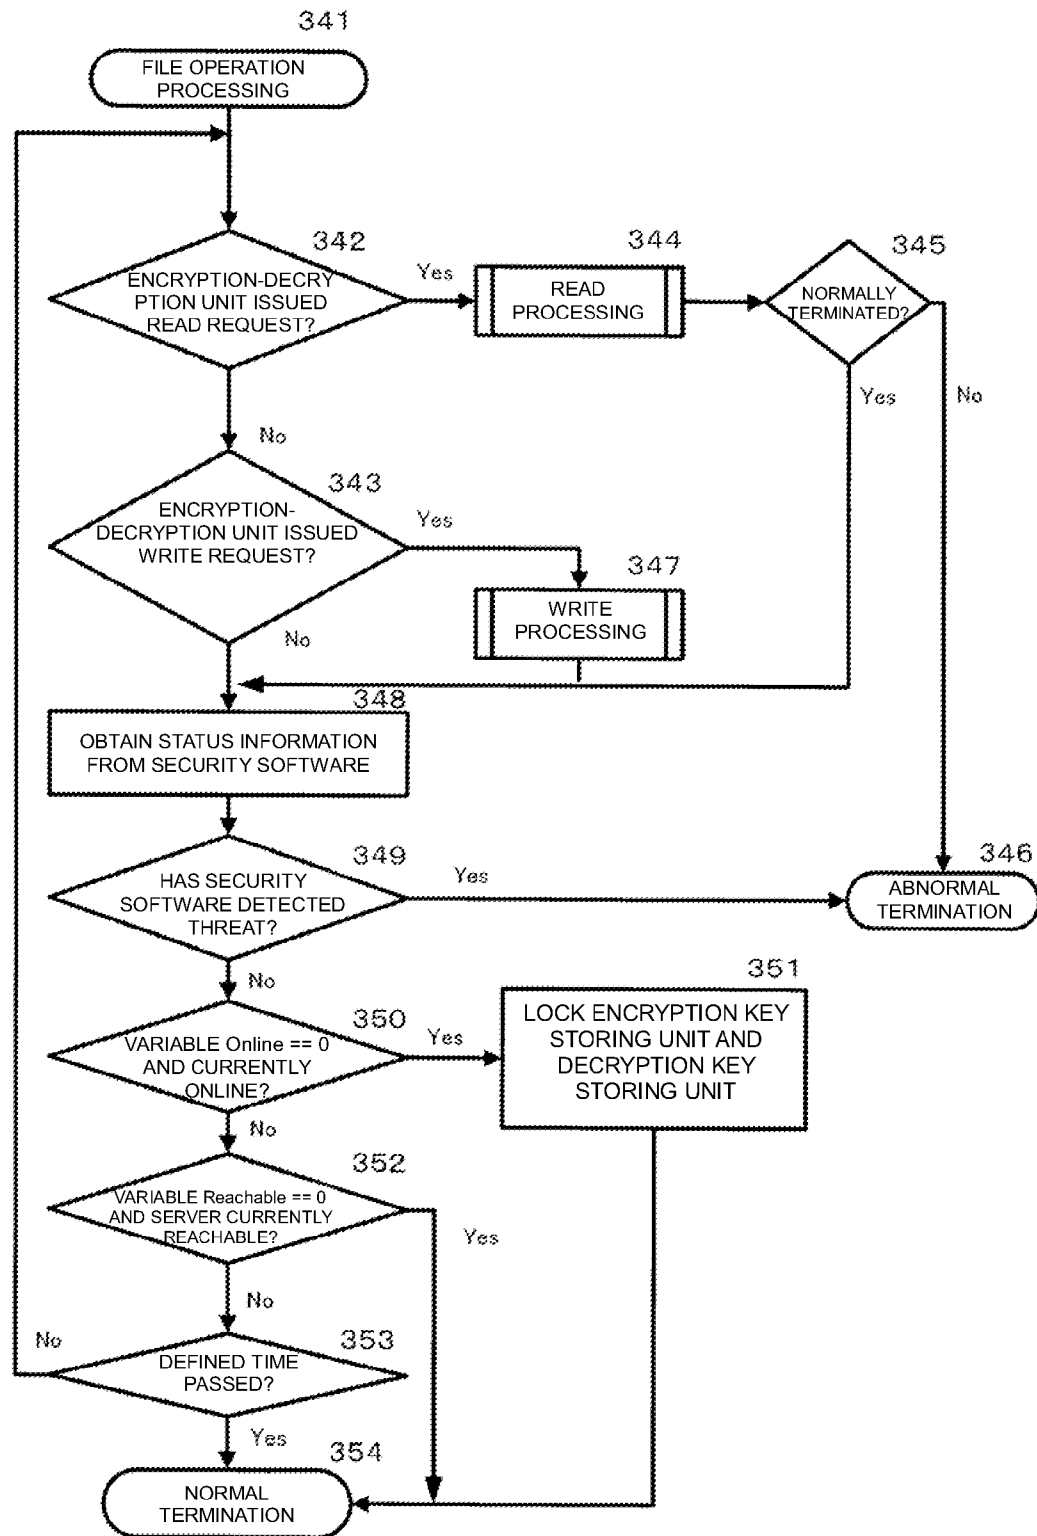 341
FILE OPERATION
PROCESSING
342
ENCRYPTION-DECRY
PTION UNIT ISSUED
READ REQUEST?
Yes
344
READ
PROCESSING
345
NORMALLY
TERMINATED?
Yes
No
No
343
ENCRYPTION-
DECRYPTION UNIT ISSUED
WRITE REQUEST?
Yes
347
WRITE
PROCESSING
No
348
OBTAIN STATUS INFORMATION
FROM SECURITY SOFTWARE
349
HAS SECURITY
SOFTWARE DETECTED
THREAT?
Yes
346
ABNORMAL
TERMINATION
No
350
VARIABLE Online == 0
AND CURRENTLY
ONLINE?
Yes
351
LOCK ENCRYPTION KEY
STORING UNIT AND
DECRYPTION KEY
STORING UNIT
No
352
VARIABLE Reachable == 0
AND SERVER CURRENTLY
REACHABLE?
Yes
No
353
DEFINED TIME
PASSED?
No
Yes
354
NORMAL
TERMINATION